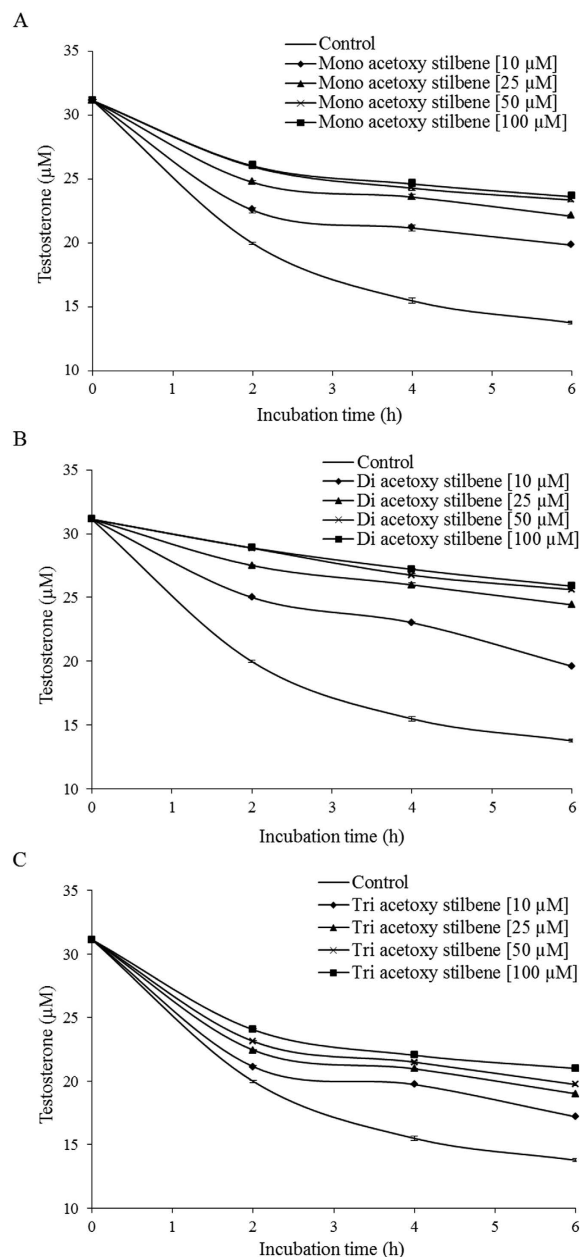 A
Control
Mono acetoxy stilbene [10 µM]
Mono acetoxy stilbene [25 µM]
Mono acetoxy stilbene [50 µM]
Mono acetoxy stilbene [100 µM]
35
30
25
20
15
10
Testosterone (µM)
0 1 2 3 4 5 6
Incubation time (h)
B
Control
Di acetoxy stilbene [10 µM]
Di acetoxy stilbene [25 µM]
Di acetoxy stilbene [50 µM]
Di acetoxy stilbene [100 µM]
35
30
25
20
15
10
Testosterone (µM)
0 1 2 3 4 5 6
Incubation time (h)
C
Control
Tri acetoxy stilbene [10 µM]
Tri acetoxy stilbene [25 µM]
Tri acetoxy stilbene [50 µM]
Tri acetoxy stilbene [100 µM]
35
30
25
20
15
10
Testosterone (µM)
0 1 2 3 4 5 6
Incubation time (h)